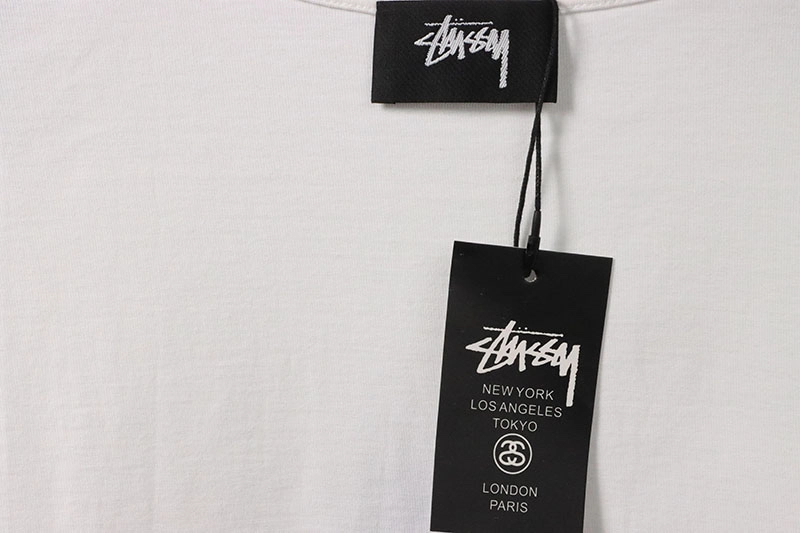 Stüssy
Stüssy
NEW YORK
LOS ANGELES
TOKYO
LONDON
PARIS